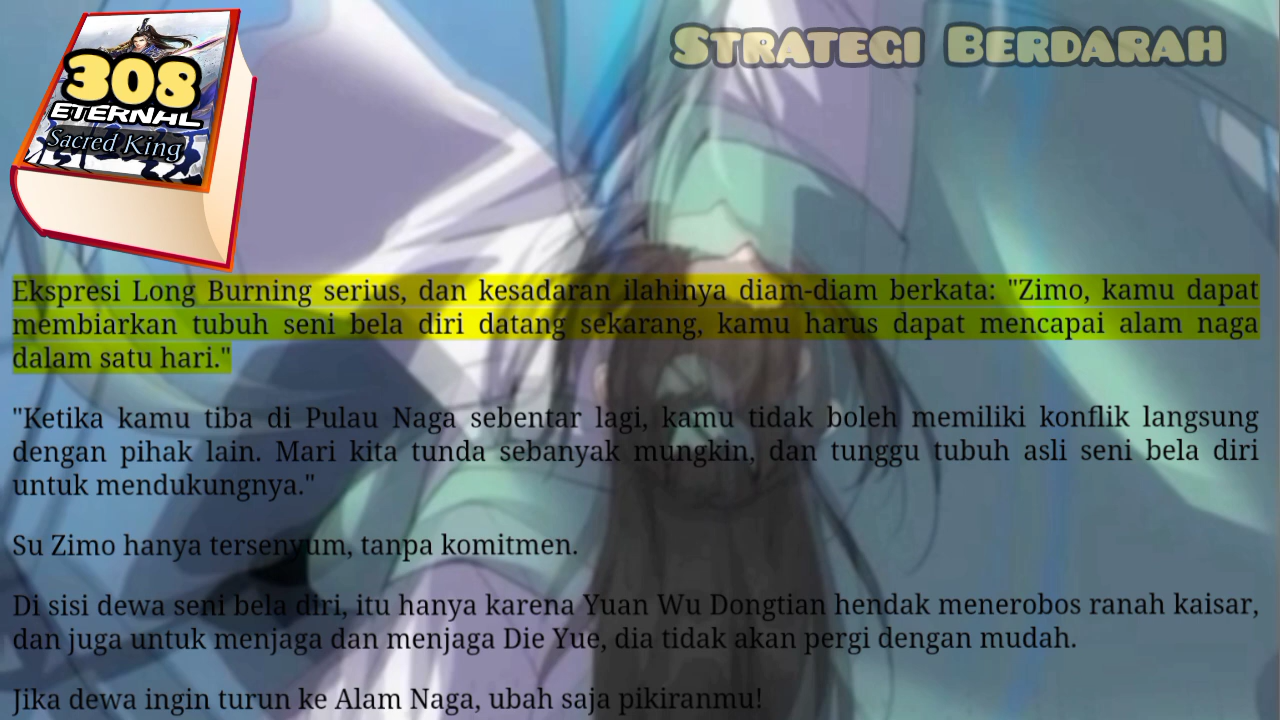 Strategi Berdarah
308
ETERNAL
Sacred King
Ekspresi Long Burning serius, dan kesadaran ilahinya diam-diam berkata: "Zimo, kamu dapat
membiarkan tubuh seni bela diri datang sekarang, kamu harus dapat mencapai alam naga
dalam satu hari."
"Ketika kamu tiba di Pulau Naga sebentar lagi, kamu tidak boleh memiliki konflik langsung
dengan pihak lain. Mari kita tunda sebanyak mungkin, dan tunggu tubuh asli seni bela diri
untuk mendukungnya."
Su Zimo hanya tersenyum, tanpa komitmen.
Di sisi dewa seni bela diri, itu hanya karena Yuan Wu Dongtian hendak menerobos ranah kaisar,
dan juga untuk menjaga dan menjaga Die Yue, dia tidak akan pergi dengan mudah.
Jika dewa ingin turun ke Alam Naga, ubah saja pikiranmu!